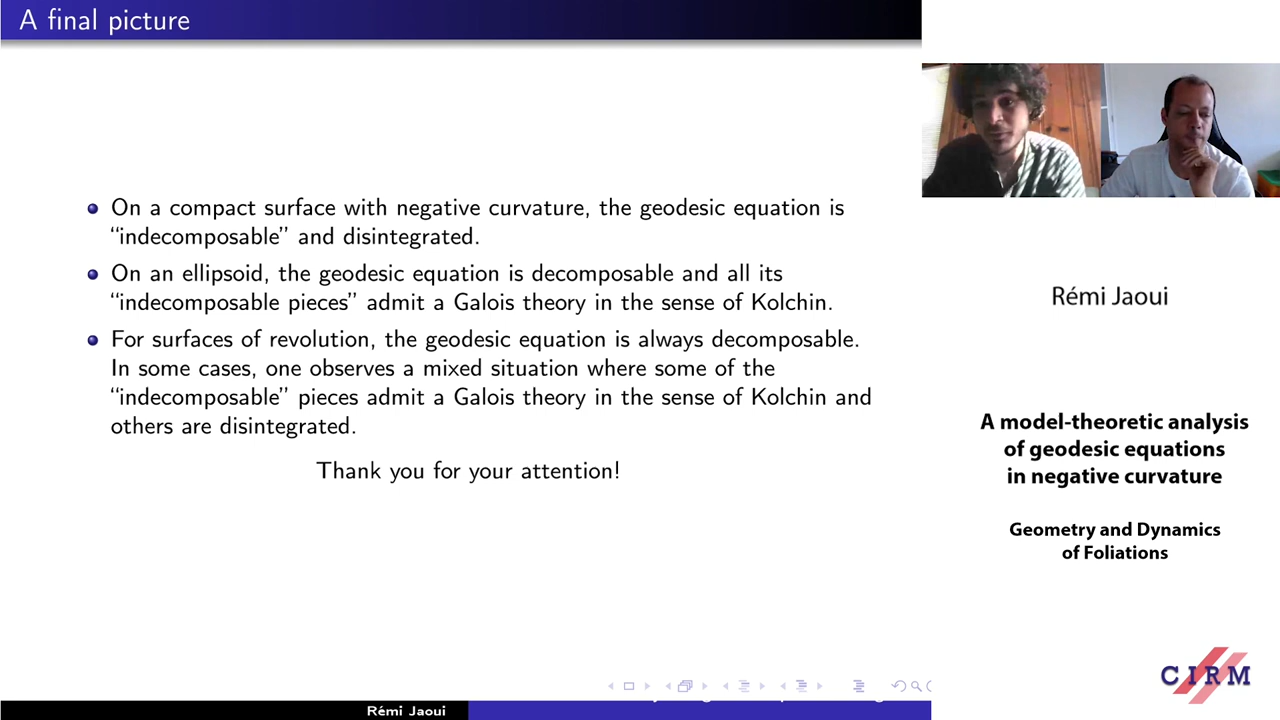 A final picture
On a compact surface with negative curvature, the geodesic equation is
“indecomposable” and disintegrated.
On an ellipsoid, the geodesic equation is decomposable and all its
“indecomposable pieces” admit a Galois theory in the sense of Kolchin.
For surfaces of revolution, the geodesic equation is always decomposable.
In some cases, one observes a mixed situation where some of the
“indecomposable” pieces admit a Galois theory in the sense of Kolchin and
others are disintegrated.
Thank you for your attention!
Rémi Jaoui
Rémi Jaoui
A model-theoretic analysis
of geodesic equations
in negative curvature
Geometry and Dynamics
of Foliations
CIRM